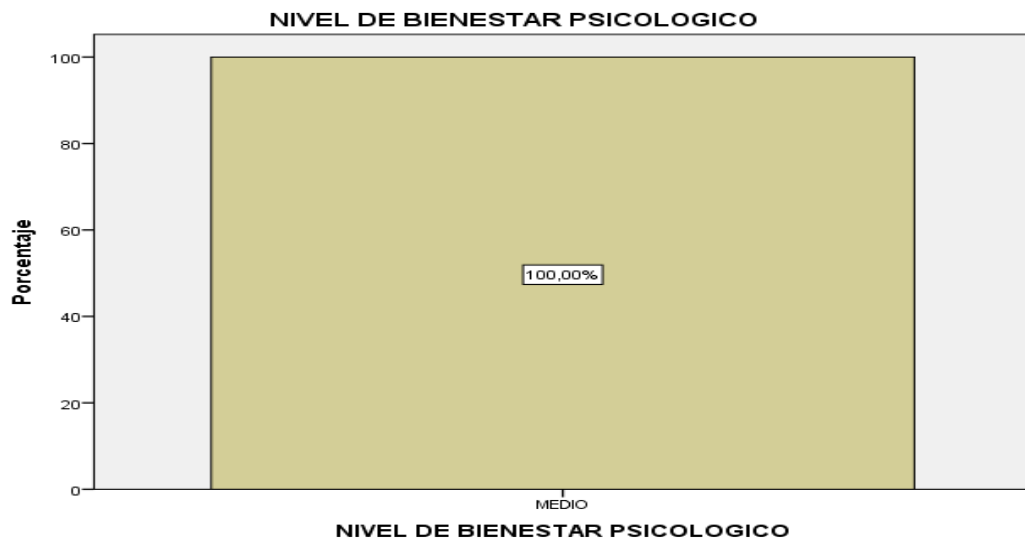 NIVEL DE BIENESTAR PSICOLOGICO
100
80
60
40
20
0
Porcentaje
100,00%
MEDIO
NIVEL DE BIENESTAR PSICOLOGICO